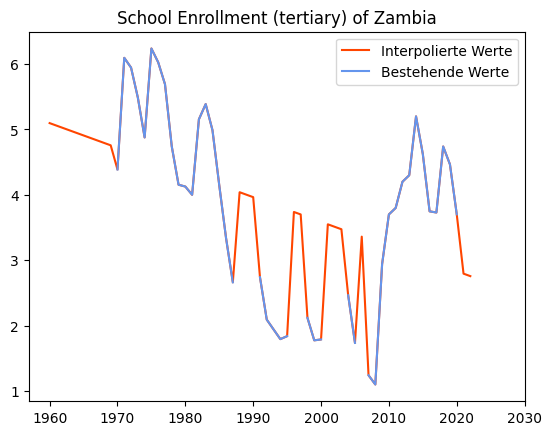 School Enrollment (tertiary) of Zambia
Interpolierte Werte
Bestehende Werte
6
5
4
3
2
1
1960 1970 1980 1990 2000 2010 2020 2030